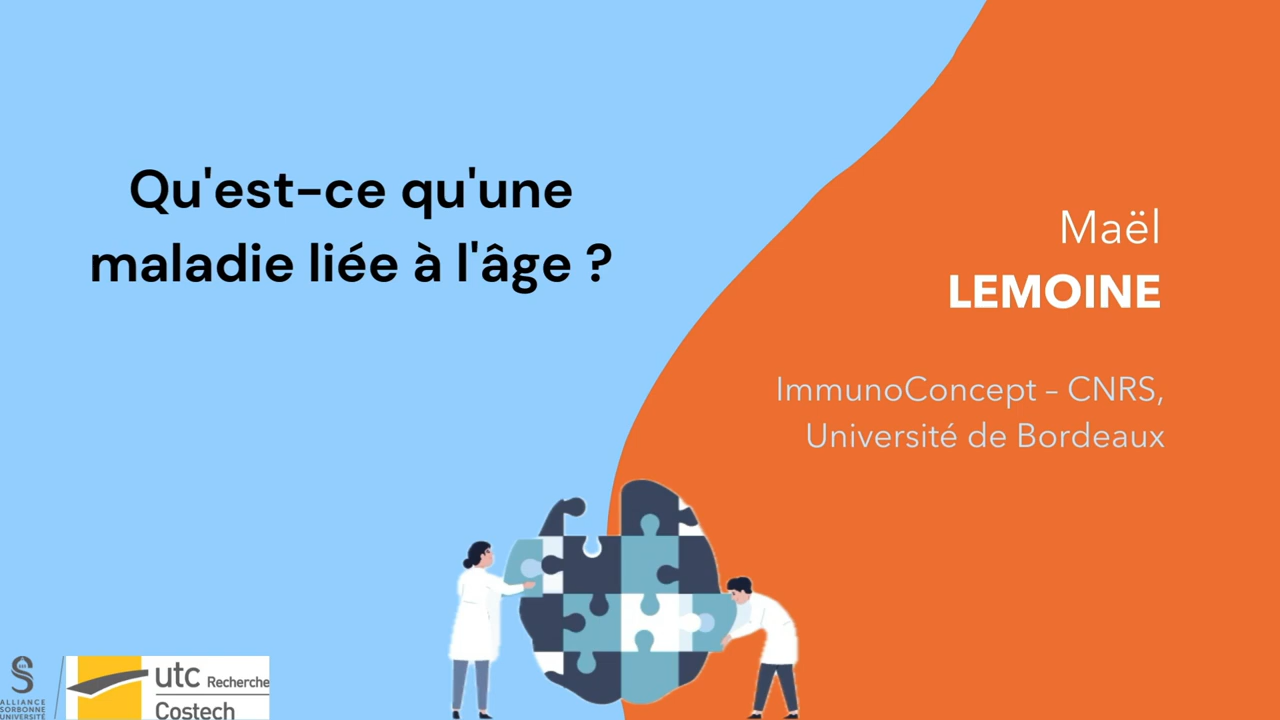 Qu'est-ce qu'une
maladie liée à l'âge ?
Maël
LEMOINE
ImmunoConcept – CNRS,
Université de Bordeaux
ALLIANCE
SORBONNE
UNIVERSITÉ
utc Recherche
Costech